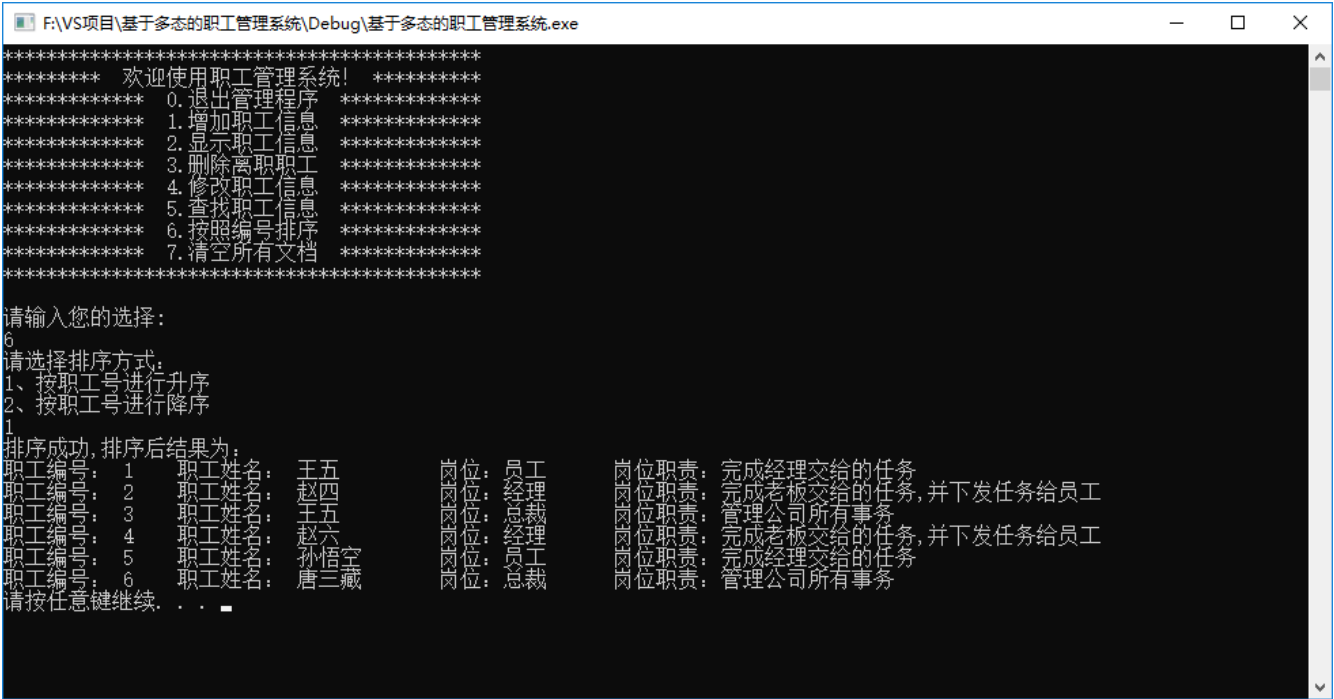 F:\VS项目\基于多态的职工管理系统\Debug\基于多态的职工管理系统.exe
********************************************
*********  欢迎使用职工管理系统!  **********
*************  0.退出管理程序  *************
*************  1.增加职工信息  *************
*************  2.显示职工信息  *************
*************  3.删除离职职工  *************
*************  4.修改职工信息  *************
*************  5.查找职工信息  *************
*************  6.按照编号排序  *************
*************  7.清空所有文档  *************
********************************************
请输入您的选择:
6
请选择排序方式:
1、按职工号进行升序
2、按职工号进行降序
1
排序成功,排序后结果为:
职工编号: 1 职工姓名: 王五 岗位: 员工 岗位职责: 完成经理交给的任务
职工编号: 2 职工姓名: 赵四 岗位: 经理 岗位职责: 完成老板交给的任务,并下发任务给员工
职工编号: 3 职工姓名: 王五 岗位: 总裁 岗位职责: 管理公司所有事务
职工编号: 4 职工姓名: 赵六 岗位: 经理 岗位职责: 完成老板交给的任务,并下发任务给员工
职工编号: 5 职工姓名: 孙悟空 岗位: 员工 岗位职责: 完成经理交给的任务
职工编号: 6 职工姓名: 唐三藏 岗位: 总裁 岗位职责: 管理公司所有事务
请按任意键继续. . .